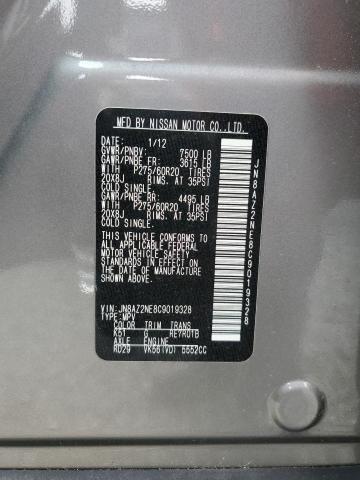 MFD BY NISSAN MOTOR CO.,LTD.
DATE: 1/12
GVWR/PNBV: 7500 LB
GAWR/PNBE FR: 3615 LB
WITH P275/60R20 TIRES
20X8J RIMS. AT 35PSI
COLD SINGLE.
GAWR/PNBE RR: 4495 LB
WITH P275/60R20 TIRES
20X8J RIMS. AT 35PSI
COLD SINGLE.
THIS VEHICLE CONFORMS
TO ALL APPLICABLE FEDERAL
MOTOR VEHICLE SAFETY
STANDARDS IN EFFECT ON
THE DATE OF MANUFACTURE
SHOWN ABOVE.
VIN: JN8AZ2NE8C9019328
TYPE: MPV
COLOR TRIM TRANS
K51 G RE7R01B
AXLE ENGINE
RD29 VK56(VD) 5552CC
JN8AZ2NE8C9019328